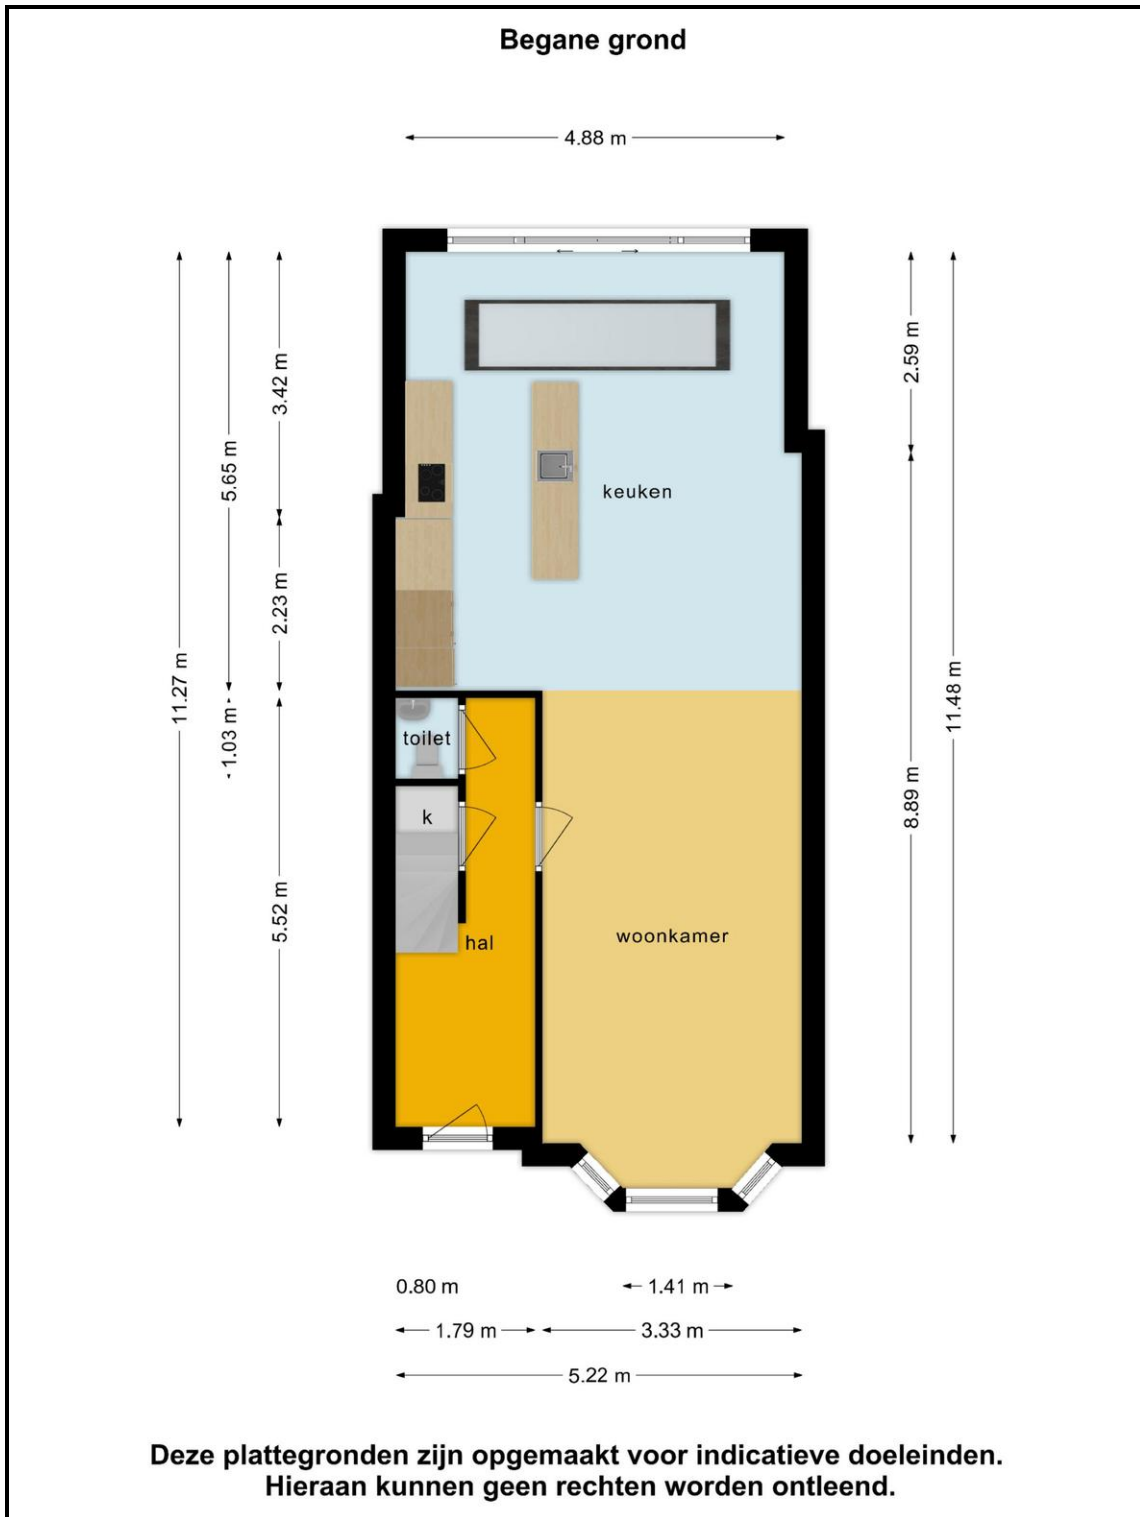 Begane grond
4.88 m
3.42 m
5.65 m
2.59 m
keuken
2.23 m
11.27 m
11.48 m
1.03 m
toilet
k
8.89 m
5.52 m
hal
woonkamer
0.80 m
1.41 m
1.79 m
3.33 m
5.22 m
Deze plattegronden zijn opgemaakt voor indicatieve doeleinden.
Hieraan kunnen geen rechten worden ontleend.